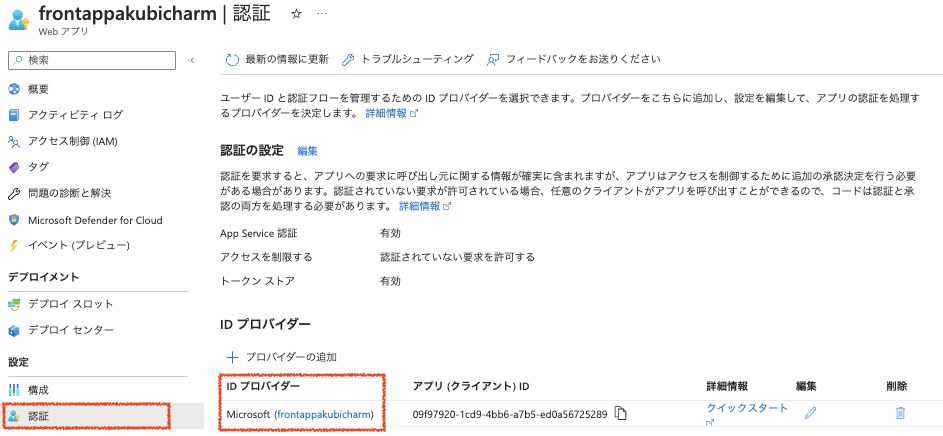 frontappakubicharm | 認証
Web アプリ
検索
最新の情報に更新 トラブルシューティング フィードバックをお送りください
概要
アクティビティ ログ
アクセス制御 (IAM)
タグ
問題の診断と解決
Microsoft Defender for Cloud
イベント (プレビュー)
デプロイメント
デプロイ スロット
デプロイ センター
設定
構成
認証
ユーザー ID と認証フローを管理するための ID プロバイダーを選択できます。プロバイダーをこちらに追加し、設定を編集して、アプリの認証を処理す
るプロバイダーを決定します。 詳細情報
認証の設定 編集
認証を要求すると、アプリへの要求に呼び出し元に関する情報が確実に含まれますが、アプリはアクセスを制御するために追加の承認決定を行う必要
がある場合があります。認証されていない要求が許可されている場合、任意のクライアントがアプリを呼び出すことができるので、コードは認証と承
認の両方を処理する必要があります。 詳細情報
App Service 認証 有効
アクセスを制限する 認証されていない要求を許可する
トークン ストア 有効
ID プロバイダー
プロバイダーの追加
ID プロバイダー アプリ (クライアント) ID 詳細情報 編集 削除
Microsoft (frontappakubicharm) 09f97920-1cd9-4bb6-a7b5-ed0a56725289 クイックスタート